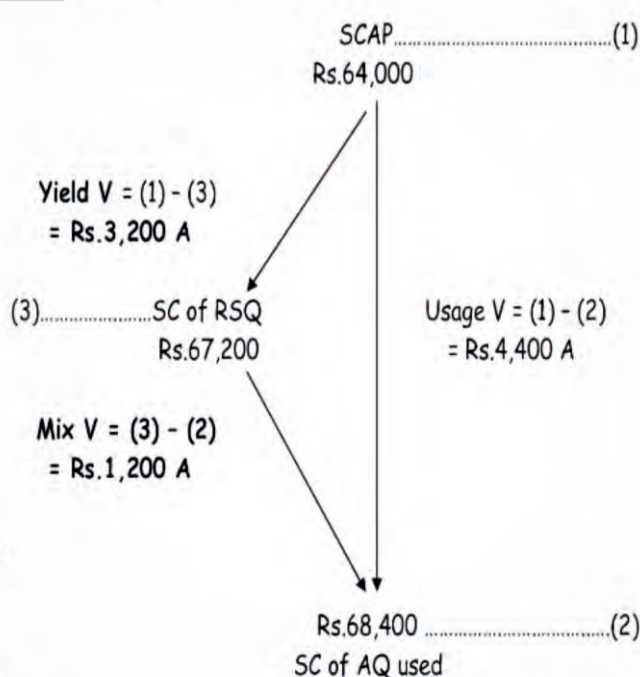 SCAP..........................................(1)
Rs.64,000
Yield V = (1) - (3)
= Rs.3,200 A
(3)......................SC of RSQ
Rs.67,200
Usage V = (1) - (2)
= Rs.4,400 A
Mix V = (3) - (2)
= Rs.1,200 A
Rs.68,400 ....................................(2)
SC of AQ used